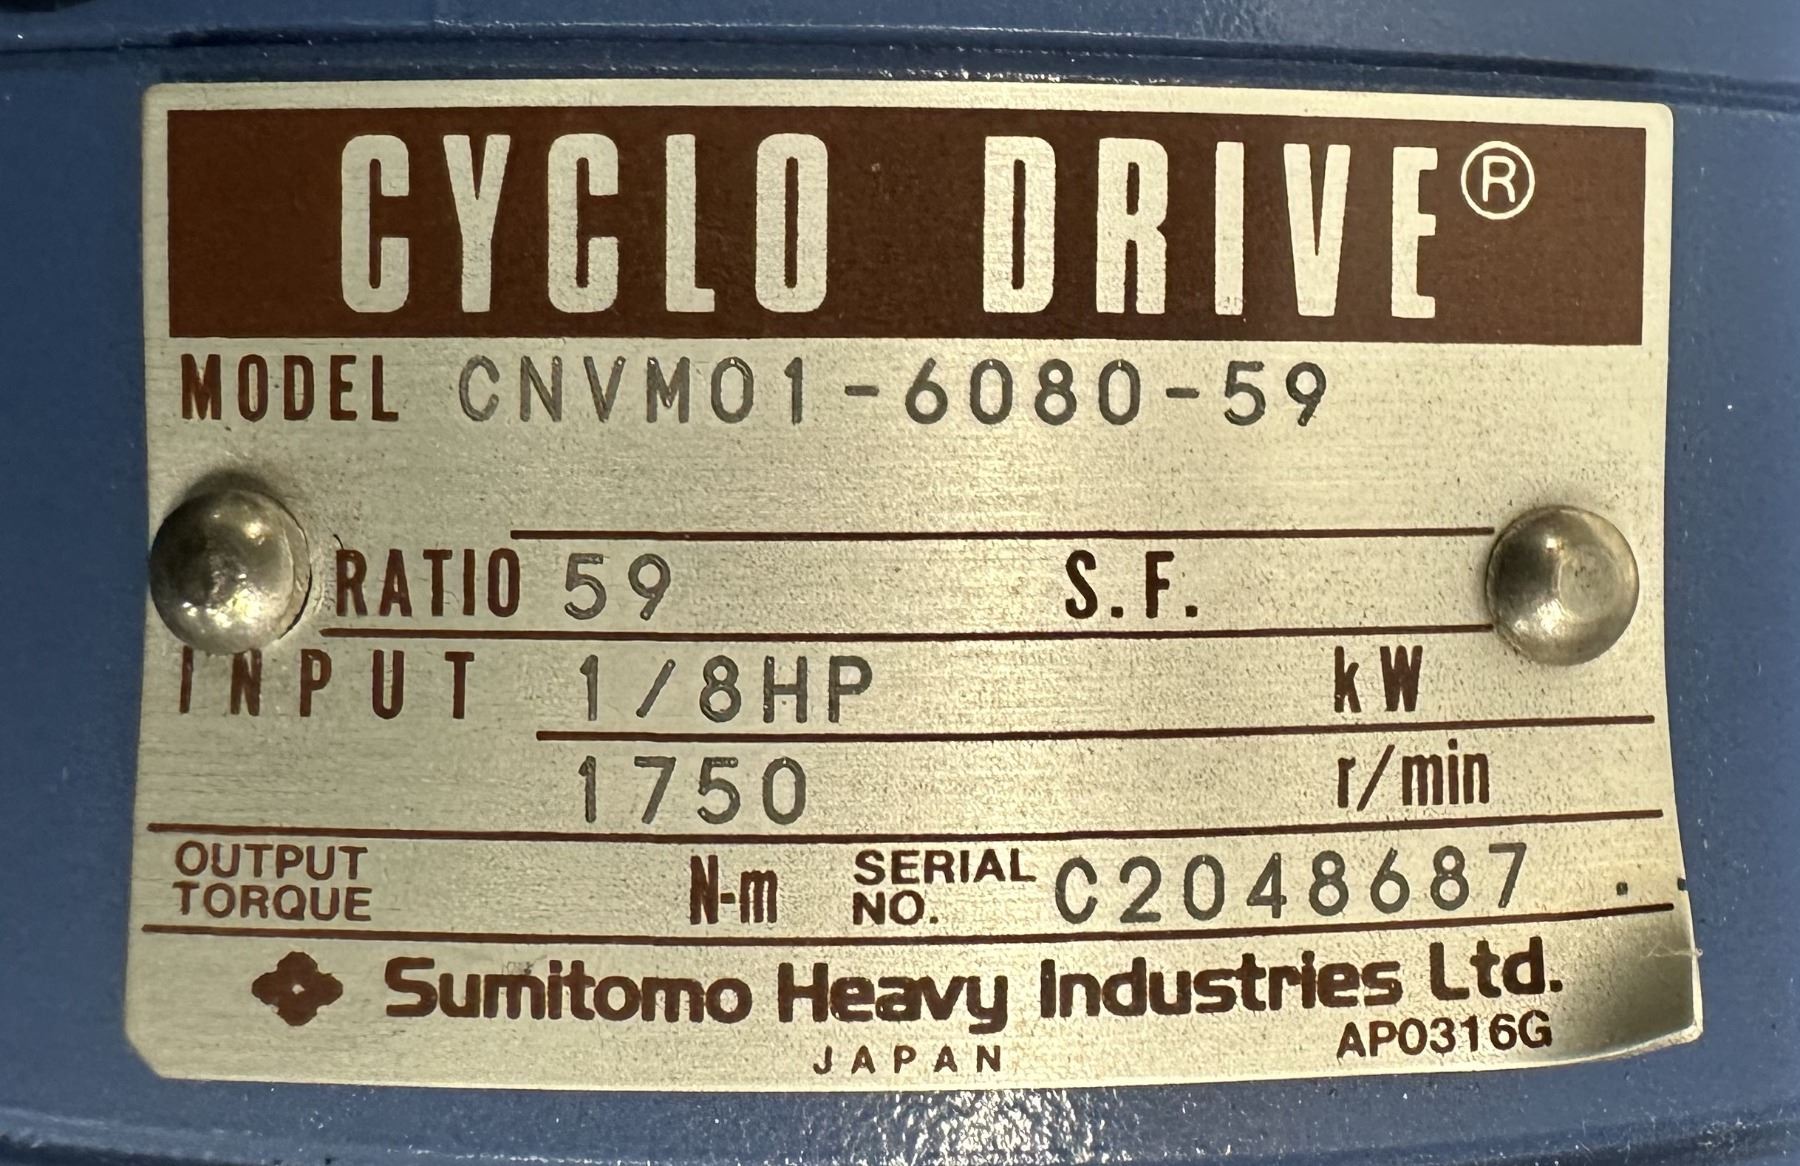 CYCLO DRIVE®
MODEL CNVM01-6080-59
RATIO 59 S.F.
INPUT 1/8HP kW
1750 r/min
OUTPUT TORQUE N-m SERIAL NO. C2048687
Sumitomo Heavy Industries Ltd.
AP0316G
JAPAN